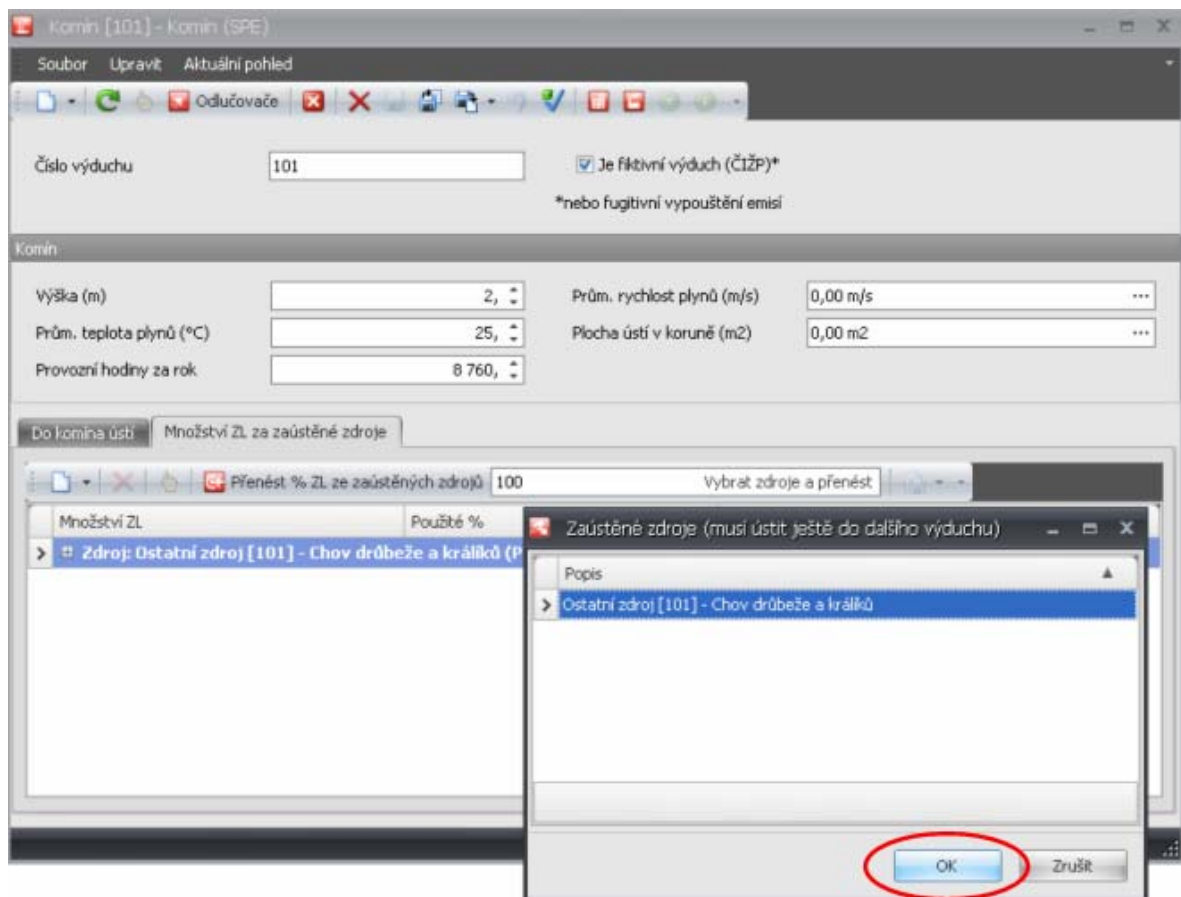 Komín [101] - Komín (SPE)
Soubor Upravit Aktuální pohled
Odlučovače
Číslo výduchu 101 Je fiktivní výduch (ČIŽP)*
*nebo fugitivní vypouštění emisí
Komín
Výška (m) 2, Prům. rychlost plynů (m/s) 0,00 m/s ...
Prům. teplota plynů (°C) 25, Plocha ústí v koruně (m2) 0,00 m2 ...
Provozní hodiny za rok 8 760,
Do komína ústí Množství ZL za zaústěné zdroje
Přenést % ZL ze zaústěných zdrojů 100 Vybrat zdroje a přenést
Množství ZL Použité %
Zdroj: Ostatní zdroj [101] - Chov drůbeže a králíků (P
Zaústěné zdroje (musí ústit ještě do dalšího výduchu)
Popis
Ostatní zdroj [101] - Chov drůbeže a králíků
OK Zrušit